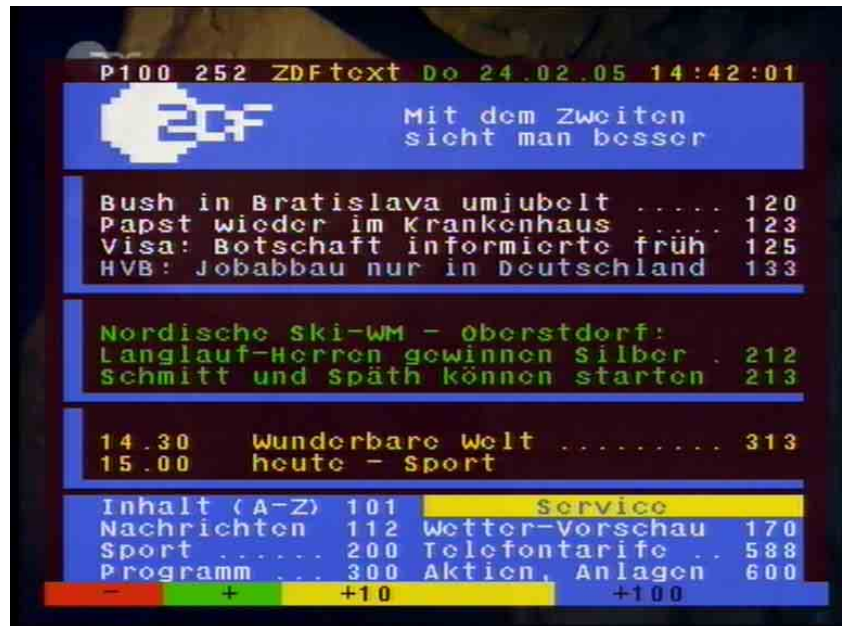 P100 252 ZDFtext Do 24.02.05 14:42:01
ZDF
Mit dem Zweiten
sieht man besser
Bush in Bratislava umjubelt ..... 120
Papst wieder im Krankenhaus ..... 123
Visa: Botschaft informierte früh 125
HVB: Jobabbau nur in Deutschland 133
Nordische Ski-WM - Oberstdorf:
Langlauf-Herren gewinnen Silber . 212
Schmitt und Späth können starten 213
14.30 Wunderbare Welt ......... 313
15.00 heute - Sport
Inhalt (A-Z) 101 Service
Nachrichten 112 Wetter-Vorschau 170
Sport ...... 200 Telefontarife .. 588
Programm ... 300 Aktien, Anlagen 600
- + +10 +100